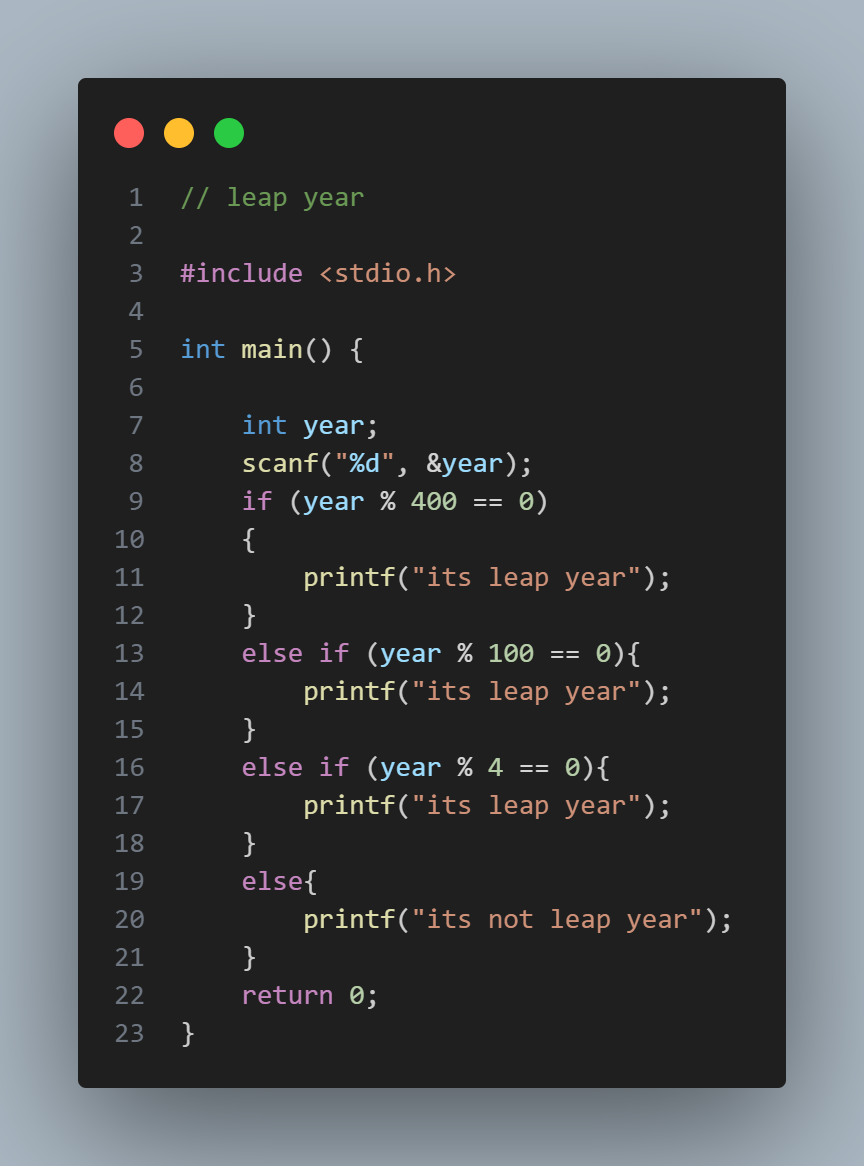 1 // leap year
2
3 #include <stdio.h>
4
5 int main() {
6
7     int year;
8     scanf("%d", &year);
9     if (year % 400 == 0)
10     {
11         printf("its leap year");
12     }
13     else if (year % 100 == 0){
14         printf("its leap year");
15     }
16     else if (year % 4 == 0){
17         printf("its leap year");
18     }
19     else{
20         printf("its not leap year");
21     }
22     return 0;
23 }